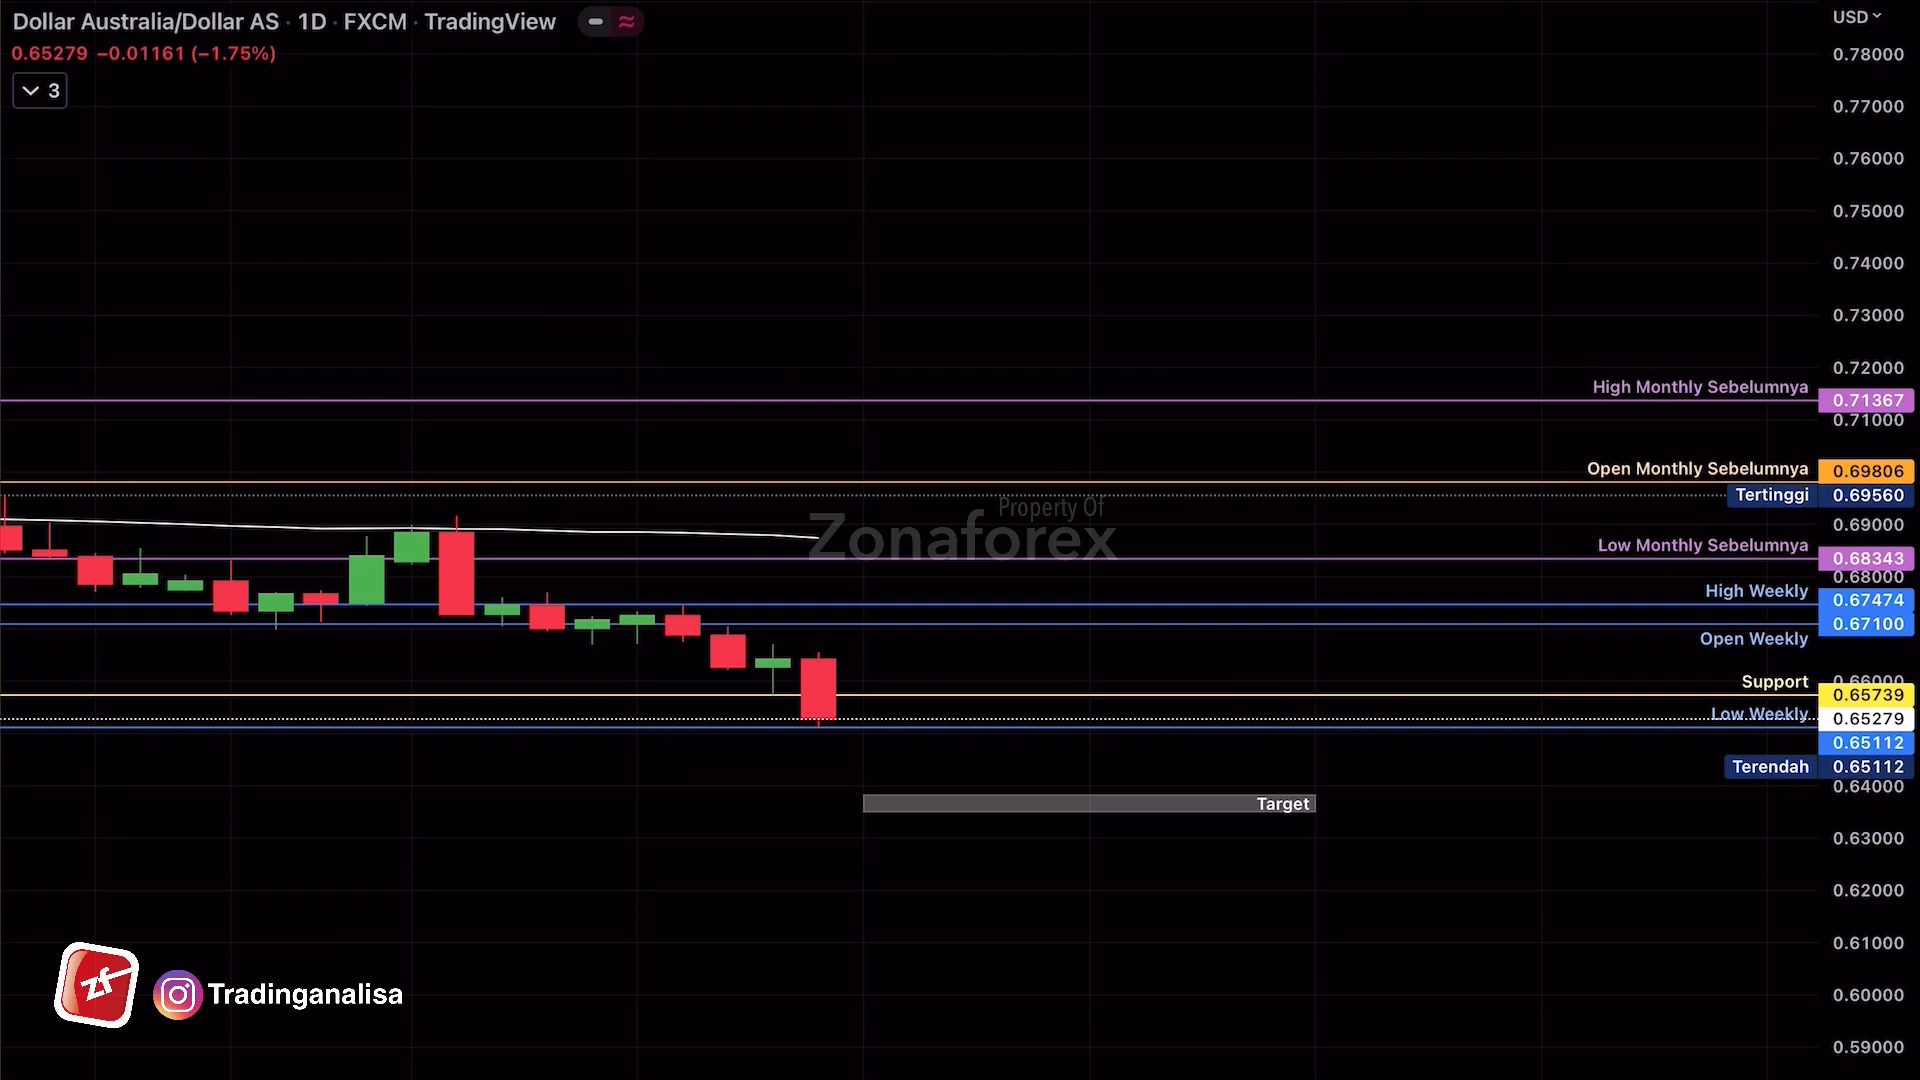 Dollar Australia/Dollar AS · 1D · FXCM · TradingView
0.65279 −0.01161 (−1.75%)
3
USD
0.78000
0.77000
0.76000
0.75000
0.74000
0.73000
0.72000
High Monthly Sebelumnya 0.71367
0.71000
Open Monthly Sebelumnya 0.69806
Tertinggi 0.69560
Property Of
Zonaforex
0.69000
Low Monthly Sebelumnya 0.68343
0.68000
High Weekly 0.67474
0.67100
Open Weekly
0.66000
Support 0.65739
Low Weekly 0.65279
0.65112
Terendah 0.65112
0.64000
Target
0.63000
0.62000
0.61000
zf
Tradinganalisa
0.60000
0.59000